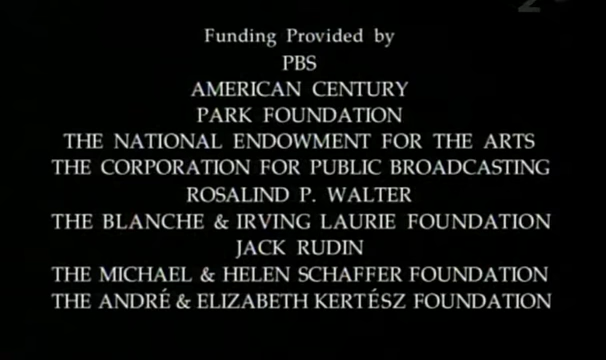 Funding Provided by
PBS
AMERICAN CENTURY
PARK FOUNDATION
THE NATIONAL ENDOWMENT FOR THE ARTS
THE CORPORATION FOR PUBLIC BROADCASTING
ROSALIND P. WALTER
THE BLANCHE & IRVING LAURIE FOUNDATION
JACK RUDIN
THE MICHAEL & HELEN SCHAFFER FOUNDATION
THE ANDRÉ & ELIZABETH KERTÉSZ FOUNDATION